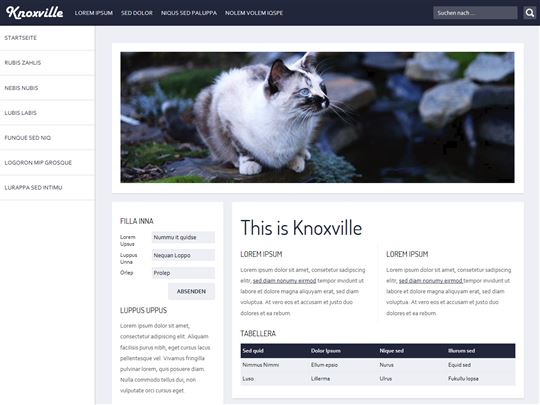 Knoxville LOREM IPSUM SED DOLOR NIQUS SED PALUPPA NOLEM VOLEM IQSPE Suchen nach ...
STARTSEITE
RUBIS ZAHLIS
NEBIS NUBIS
LUBIS LABIS
FUNQUE SED NIQ
LOGORON MIP GROSQUE
LURAPPA SED INTIMU
FILLA INNA
Lorem Upsus Nummu it quidse
Luppus Unna Nequan Loppo
Orlep Prolep
ABSENDEN
LUPPUS UPPUS
Lorem ipsum dolor sit amet,
consectetur adipiscing elit. Aliquam
facilisis purus nibh, eget cursus lacus
pellentesque vel. Vivamus fringilla
pulvinar lorem, quis posuere diam.
Nulla commodo tellus dui, non
vulputate orci cursus eget.
This is Knoxville
LOREM IPSUM
Lorem ipsum dolor sit amet, consetetur sadipscing
elitr, sed diam nonumy eirmod tempor invidunt ut
labore et dolore magna aliquyam erat, sed diam
voluptua. At vero eos et accusam et justo duo
dolores et ea rebum.
LOREM IPSUM
Lorem ipsum dolor sit amet, consetetur sadipscing
elitr, sed diam nonumy eirmod tempor invidunt ut
labore et dolore magna aliquyam erat, sed diam
voluptua. At vero eos et accusam et justo duo
dolores et ea rebum.
TABELLERA
Sed quid Dolor Ipsum Nique sed Illorum sed
Nimmus Nimmi Ellum epsio Nurus Equid sed
Luso Lillerma Ulrus Fukullu lopsa